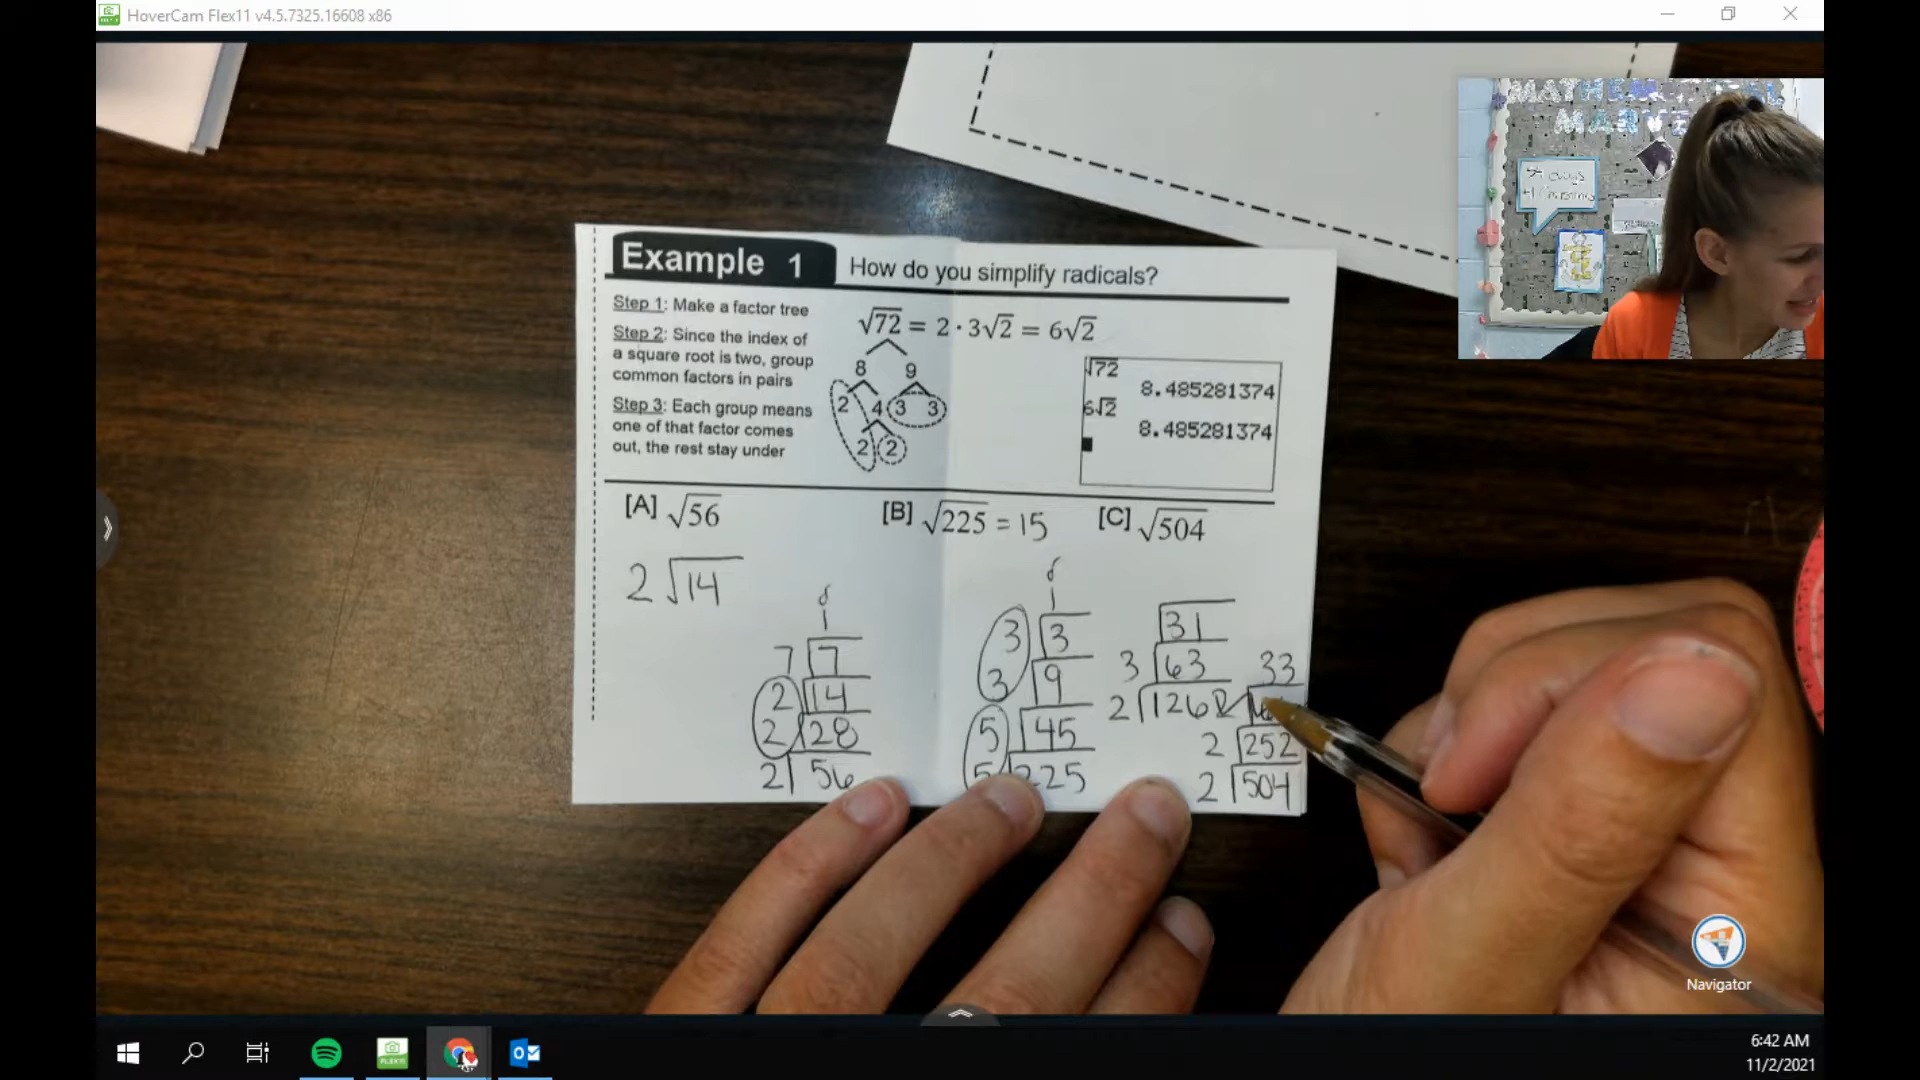 HoverCam Flex11 v4.5.7325.16608 x86
MATHEMATICAL
Example 1 How do you simplify radicals?
Step 1: Make a factor tree
Step 2: Since the index of
a square root is two, group
common factors in pairs
Step 3: Each group means
one of that factor comes
out, the rest stay under
√72 = 2 · 3√2 = 6√2
8 9
2 4 3 3
2 2
√72
8.485281374
6√2
8.485281374
[A] √56
[B] √225 = 15
[C] √504
2 √14
1
7 7
2 14
2 28
2 56
1
3 3
3 9
5 45
5 225
31
3 63 33
2 126
2 252
2 504
Navigator
FLEX11
6:42 AM
11/2/2021